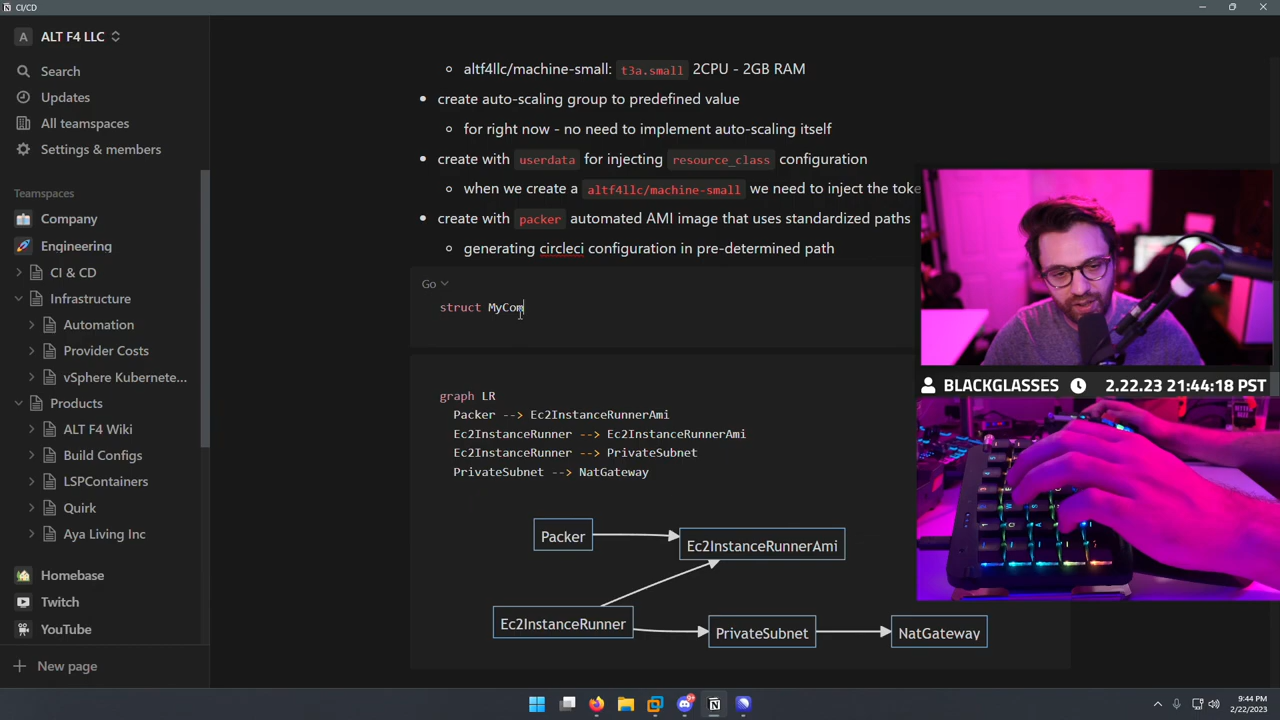 CI/CD
A ALT F4 LLC
Search
Updates
All teamspaces
Settings & members
Teamspaces
Company
Engineering
CI & CD
Infrastructure
Automation
Provider Costs
vSphere Kubernete...
Products
ALT F4 Wiki
Build Configs
LSPContainers
Quirk
Aya Living Inc
Homebase
Twitch
YouTube
New page
altf4llc/machine-small: t3a.small 2CPU - 2GB RAM
create auto-scaling group to predefined value
for right now - no need to implement auto-scaling itself
create with userdata for injecting resource_class configuration
when we create a altf4llc/machine-small we need to inject the toke
create with packer automated AMI image that uses standardized paths
generating circleci configuration in pre-determined path
Go
struct MyCom
graph LR
Packer --> Ec2InstanceRunnerAmi
Ec2InstanceRunner --> Ec2InstanceRunnerAmi
Ec2InstanceRunner --> PrivateSubnet
PrivateSubnet --> NatGateway
Packer
Ec2InstanceRunnerAmi
Ec2InstanceRunner
PrivateSubnet
NatGateway
BLACKGLASSES 2.22.23 21:44:18 PST
9:44 PM
2/22/2023